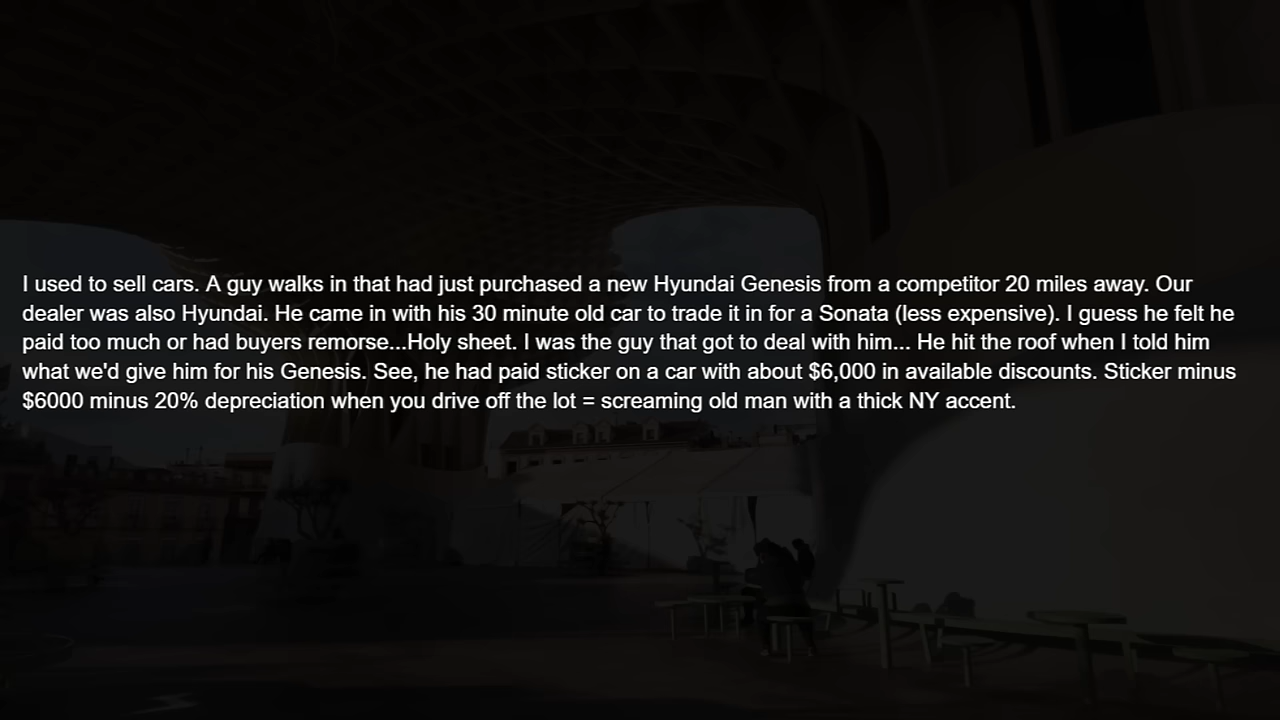 I used to sell cars. A guy walks in that had just purchased a new Hyundai Genesis from a competitor 20 miles away. Our
dealer was also Hyundai. He came in with his 30 minute old car to trade it in for a Sonata (less expensive). I guess he felt he
paid too much or had buyers remorse...Holy sheet. I was the guy that got to deal with him... He hit the roof when I told him
what we'd give him for his Genesis. See, he had paid sticker on a car with about $6,000 in available discounts. Sticker minus
$6000 minus 20% depreciation when you drive off the lot = screaming old man with a thick NY accent.